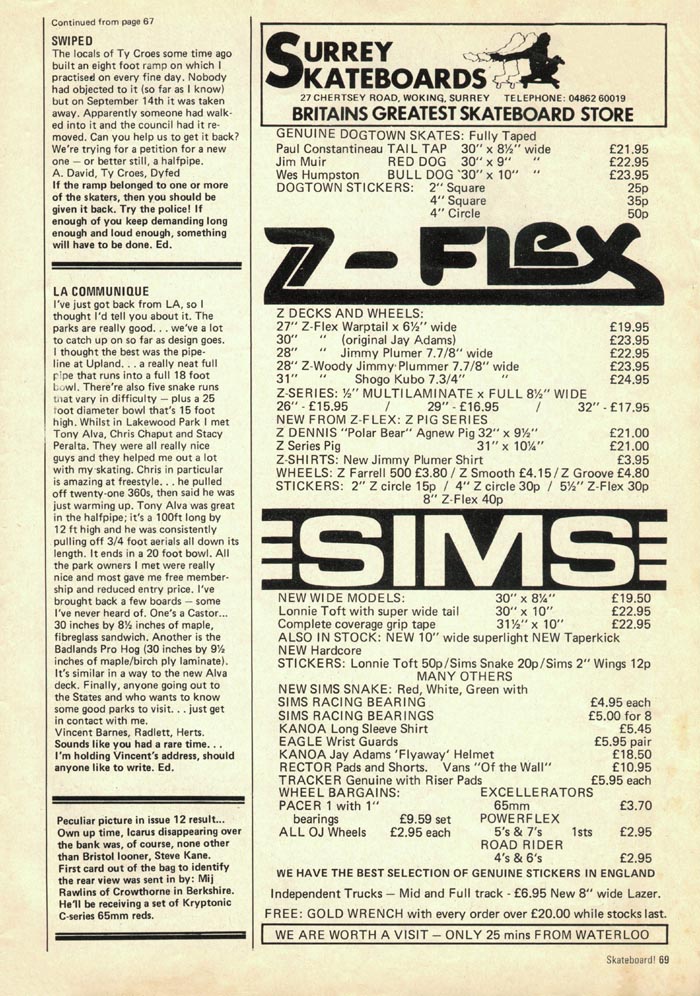 Continued from page 67
SWIPED
The locals of Ty Croes some time ago
built an eight foot ramp on which I
practised on every fine day. Nobody
had objected to it (so far as I know)
but on September 14th it was taken
away. Apparently someone had walk-
ed into it and the council had it re-
moved. Can you help us to get it back?
We're trying for a petition for a new
one — or better still, a halfpipe.
A. David, Ty Croes, Dyfed
If the ramp belonged to one or more
of the skaters, then you should be
given it back. Try the police! If
enough of you keep demanding long
enough and loud enough, something
will have to be done. Ed.
LA COMMUNIQUE
I've just got back from LA, so I
thought I'd tell you about it. The
parks are really good. . . we've a lot
to catch up on so far as design goes.
I thought the best was the pipe-
line at Upland. . . a really neat full
pipe that runs into a full 18 foot
bowl. There're also five snake runs
that vary in difficulty — plus a 25
foot diameter bowl that's 15 foot
high. Whilst in Lakewood Park I met
Tony Alva, Chris Chaput and Stacy
Peralta. They were all really nice
guys and they helped me out a lot
with my skating. Chris in particular
is amazing at freestyle. . . he pulled
off twenty-one 360s, then said he was
just warming up. Tony Alva was great
in the halfpipe; it's a 100ft long by
12 ft high and he was consistently
pulling off 3/4 foot aerials all down its
length. It ends in a 20 foot bowl. All
the park owners I met were really
nice and most gave me free member-
ship and reduced entry price. I've
brought back a few boards — some
I've never heard of. One's a Castor...
30 inches by 8½ inches of maple,
fibreglass sandwich. Another is the
Badlands Pro Hog (30 inches by 9½
inches of maple/birch ply laminate).
It's similar in a way to the new Alva
deck. Finally, anyone going out to
the States and who wants to know
some good parks to visit. . . just get
in contact with me.
Vincent Barnes, Radlett, Herts.
Sounds like you had a rare time. . .
I'm holding Vincent's address, should
anyone like to write. Ed.
Peculiar picture in issue 12 result...
Own up time, Icarus disappearing over
the bank was, of course, none other
than Bristol looner, Steve Kane.
First card out of the bag to identify
the rear view was sent in by: Mij
Rawlins of Crowthorne in Berkshire.
He'll be receiving a set of Kryptonic
C-series 65mm reds.
SURREY
SKATEBOARDS
27 CHERTSEY ROAD, WOKING, SURREY TELEPHONE: 04862 60019
BRITAINS GREATEST SKATEBOARD STORE
GENUINE DOGTOWN SKATES: Fully Taped
Paul Constantineau TAIL TAP 30" x 8½" wide £21.95
Jim Muir RED DOG 30" x 9" " £22.95
Wes Humpston BULL DOG `30" x 10" " £23.95
DOGTOWN STICKERS: 2" Square 25p
4" Square 35p
4" Circle 50p
Z-FLEX
Z DECKS AND WHEELS:
27" Z-Flex Warptail x 6½" wide £19.95
30" " (original Jay Adams) £23.95
28" " Jimmy Plumer 7.7/8" wide £22.95
28" Z-Woody Jimmy Plummer 7.7/8" wide £23.95
31" " Shogo Kubo 7.3/4" " £24.95
Z-SERIES: ½" MULTILAMINATE x FULL 8½" WIDE
26" - £15.95 / 29" - £16.95 / 32" - £17.95
NEW FROM Z-FLEX: Z PIG SERIES
Z DENNIS "Polar Bear" Agnew Pig 32" x 9½" £21.00
Z Series Pig 31" x 10¼" £21.00
Z-SHIRTS: New Jimmy Plumer Shirt £3.95
WHEELS: Z Farrell 500 £3.80 / Z Smooth £4.15 / Z Groove £4.80
STICKERS: 2" Z circle 15p / 4" Z circle 30p / 5½" Z-Flex 30p
8" Z-Flex 40p
SIMS
NEW WIDE MODELS: 30" x 8¼" £19.50
Lonnie Toft with super wide tail 30" x 10" £22.95
Complete coverage grip tape 31½" x 10" £22.95
ALSO IN STOCK: NEW 10" wide superlight NEW Taperkick
NEW Hardcore
STICKERS: Lonnie Toft 50p/Sims Snake 20p/Sims 2" Wings 12p
MANY OTHERS
NEW SIMS SNAKE: Red, White, Green with
SIMS RACING BEARING £4.95 each
SIMS RACING BEARINGS £5.00 for 8
KANOA Long Sleeve Shirt £5.45
EAGLE Wrist Guards £5.95 pair
KANOA Jay Adams 'Flyaway' Helmet £18.50
RECTOR Pads and Shorts. Vans "Of the Wall" £10.95
TRACKER Genuine with Riser Pads £5.95 each
WHEEL BARGAINS: EXCELLERATORS
PACER 1 with 1" 65mm £3.70
bearings £9.59 set POWERFLEX
ALL OJ Wheels £2.95 each 5's & 7's 1sts £2.95
ROAD RIDER
4's & 6's £2.95
WE HAVE THE BEST SELECTION OF GENUINE STICKERS IN ENGLAND
Independent Trucks — Mid and Full track - £6.95 New 8" wide Lazer.
FREE: GOLD WRENCH with every order over £20.00 while stocks last.
WE ARE WORTH A VISIT — ONLY 25 mins FROM WATERLOO
Skateboard! 69